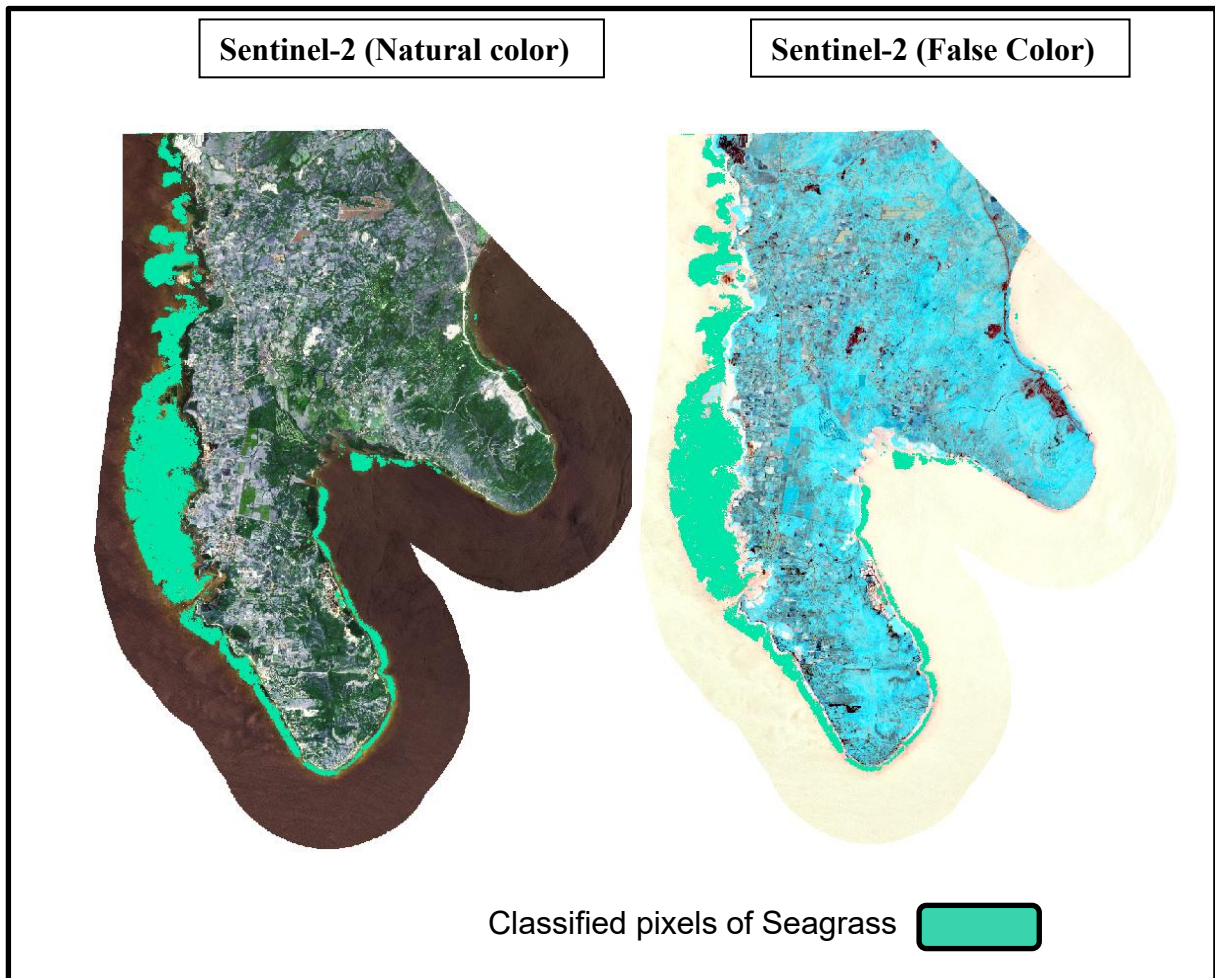 Sentinel-2 (Natural color)
Sentinel-2 (False Color)
Classified pixels of Seagrass